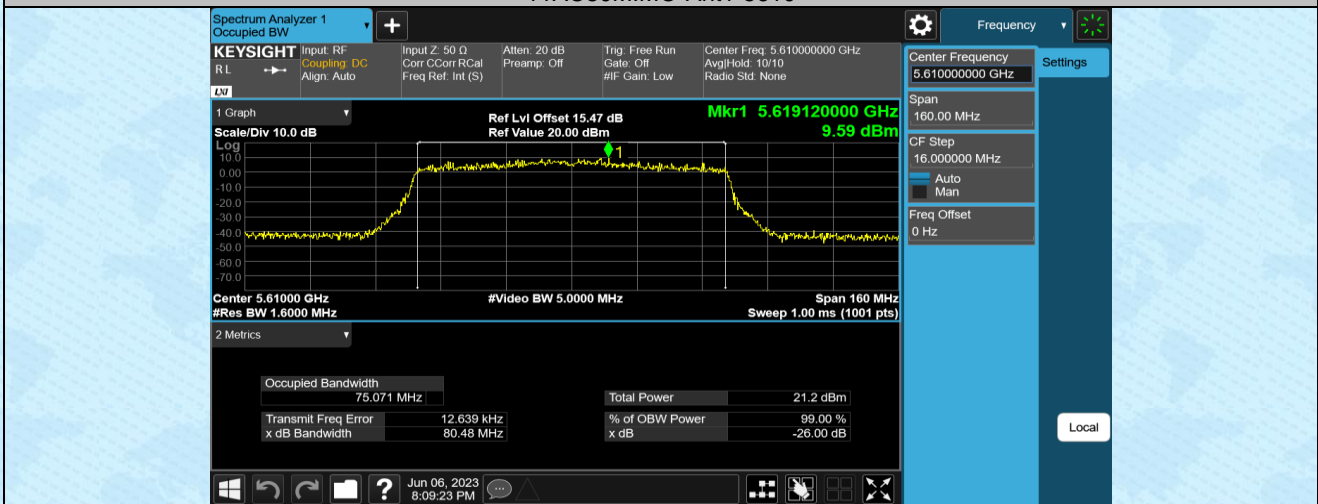 Spectrum Analyzer 1
Occupied BW
Frequency
KEYSIGHT
R L
LXI
Input: RF
Coupling: DC
Align: Auto
Input Z: 50 Ω
Corr CCorr RCal
Freq Ref: Int (S)
Atten: 20 dB
Preamp: Off
Trig: Free Run
Gate: Off
#IF Gain: Low
Center Freq: 5.610000000 GHz
Avg|Hold: 10/10
Radio Std: None
Center Frequency
5.610000000 GHz
Settings
Span
160.00 MHz
CF Step
16.000000 MHz
Auto
Man
Freq Offset
0 Hz
1 Graph
Scale/Div 10.0 dB
Ref Lvl Offset 15.47 dB
Ref Value 20.00 dBm
Mkr1 5.619120000 GHz
9.59 dBm
Log
1
10.0
0.00
-10.0
-20.0
-30.0
-40.0
-50.0
-60.0
-70.0
Center 5.61000 GHz
#Video BW 5.0000 MHz
Span 160 MHz
#Res BW 1.6000 MHz
Sweep 1.00 ms (1001 pts)
2 Metrics
Occupied Bandwidth
75.071 MHz
Total Power 21.2 dBm
Transmit Freq Error 12.639 kHz
% of OBW Power 99.00 %
x dB Bandwidth 80.48 MHz
x dB -26.00 dB
Local
?
Jun 06, 2023
8:09:23 PM